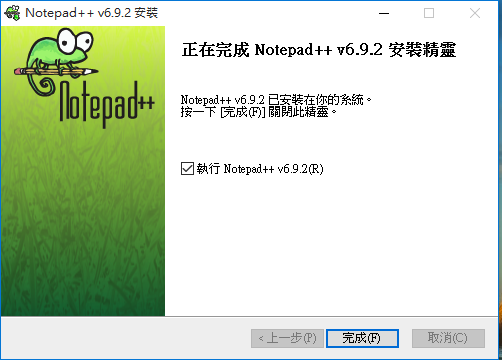 Notepad++ v6.9.2 安裝
Notepad++
正在完成 Notepad++ v6.9.2 安裝精靈
Notepad++ v6.9.2 已安裝在你的系統。
按一下 [完成(F)] 關閉此精靈。
執行 Notepad++ v6.9.2(R)
< 上一步(P)
完成(F)
取消(C)